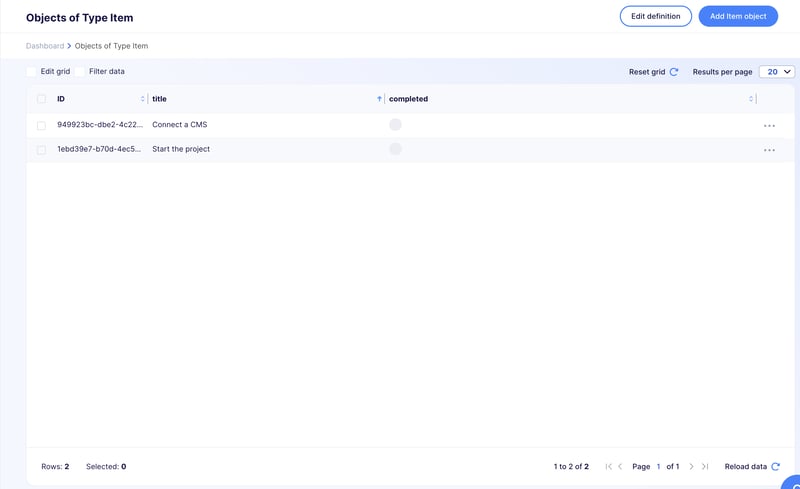 Objects of Type Item
Edit definition
Add Item object
Dashboard > Objects of Type Item
Edit grid
Filter data
Reset grid
Results per page
20
ID title completed
949923bc-dbe2-4c22... Connect a CMS
1ebd39e7-b70d-4ec5... Start the project
Rows: 2 Selected: 0 1 to 2 of 2 Page 1 of 1 Reload data